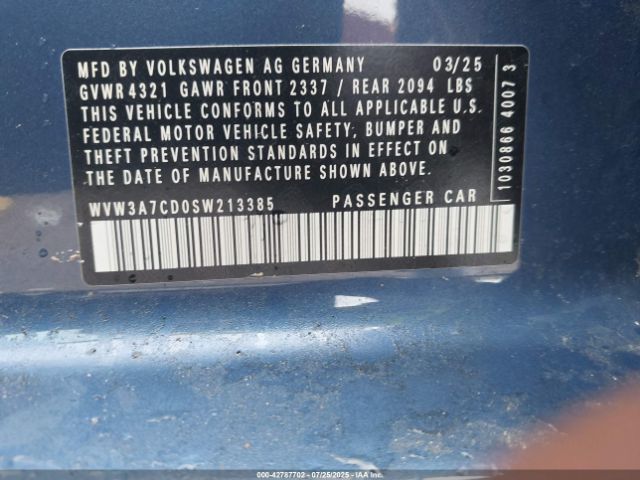 MFD BY VOLKSWAGEN AG GERMANY 03/25
GVWR 4321 GAWR FRONT 2337 / REAR 2094 LBS
THIS VEHICLE CONFORMS TO ALL APPLICABLE U.S.
FEDERAL MOTOR VEHICLE SAFETY, BUMPER AND
THEFT PREVENTION STANDARDS IN EFFECT ON
THE DATE OF MANUFACTURE SHOWN ABOVE.
WVW3A7CD0SW213385 PASSENGER CAR
1030866 4007 3
000-42787702 - 07/25/2025 - IAA Inc.